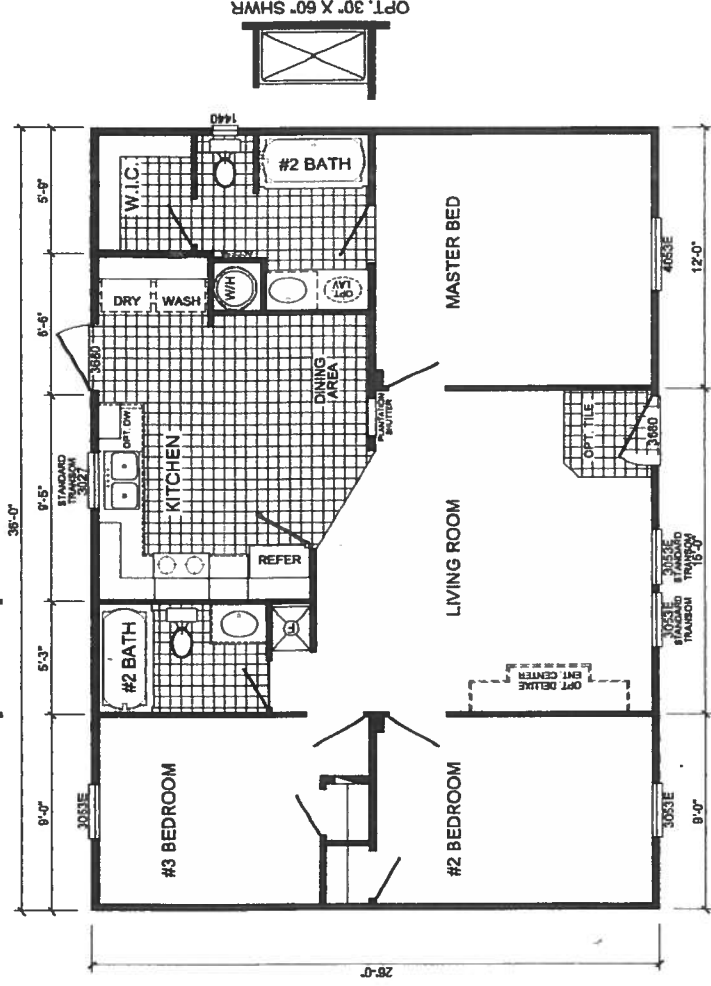 OPT. 30" X 60" SHWR
36'-0"
5'-9"
6'-6"
9'-5"
5'-3"
9'-0"
1440
W.I.C.
#2 BATH
DRY
WASH
W/H
OPT.
LAV
3680
MASTER BED
4053E
12'-0"
DINING
AREA
PLANTATION
SHUTTER
OPT. DW
STANDARD
TRANSOM
3027
KITCHEN
REFER
OPT. TILE
3680
LIVING ROOM
3053E
STANDARD
TRANSOM
15'-0"
3053E
STANDARD
TRANSOM
#2 BATH
F
OPT. DELUXE
ENT. CENTER
3053E
#3 BEDROOM
#2 BEDROOM
3053E
9'-0"
26'-0"